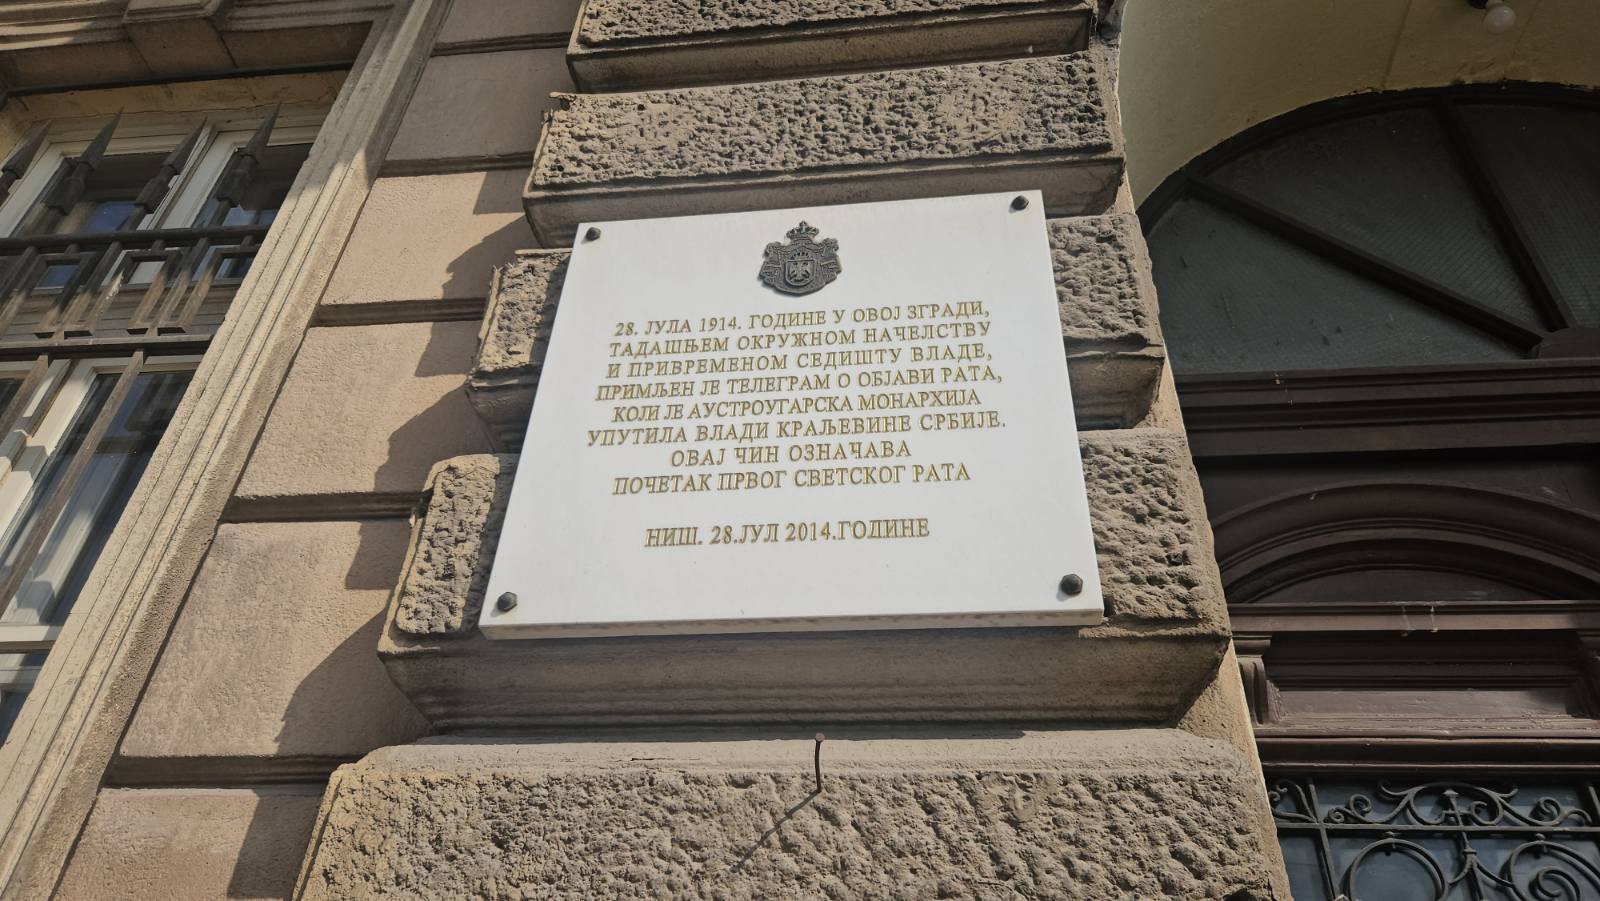 28. ЈУЛА 1914. ГОДИНЕ У ОВОЈ ЗГРАДИ,
ТАДАШЊЕМ ОКРУЖНОМ НАЧЕЛСТВУ
И ПРИВРЕМЕНОМ СЕДИШТУ ВЛАДЕ,
ПРИМЉЕН ЈЕ ТЕЛЕГРАМ О ОБЈАВИ РАТА,
КОЈИ ЈЕ АУСТРОУГАРСКА МОНАРХИЈА
УПУТИЛА ВЛАДИ КРАЉЕВИНЕ СРБИЈЕ.
ОВАЈ ЧИН ОЗНАЧАВА
ПОЧЕТАК ПРВОГ СВЕТСКОГ РАТА
НИШ. 28.ЈУЛ 2014.ГОДИНЕ